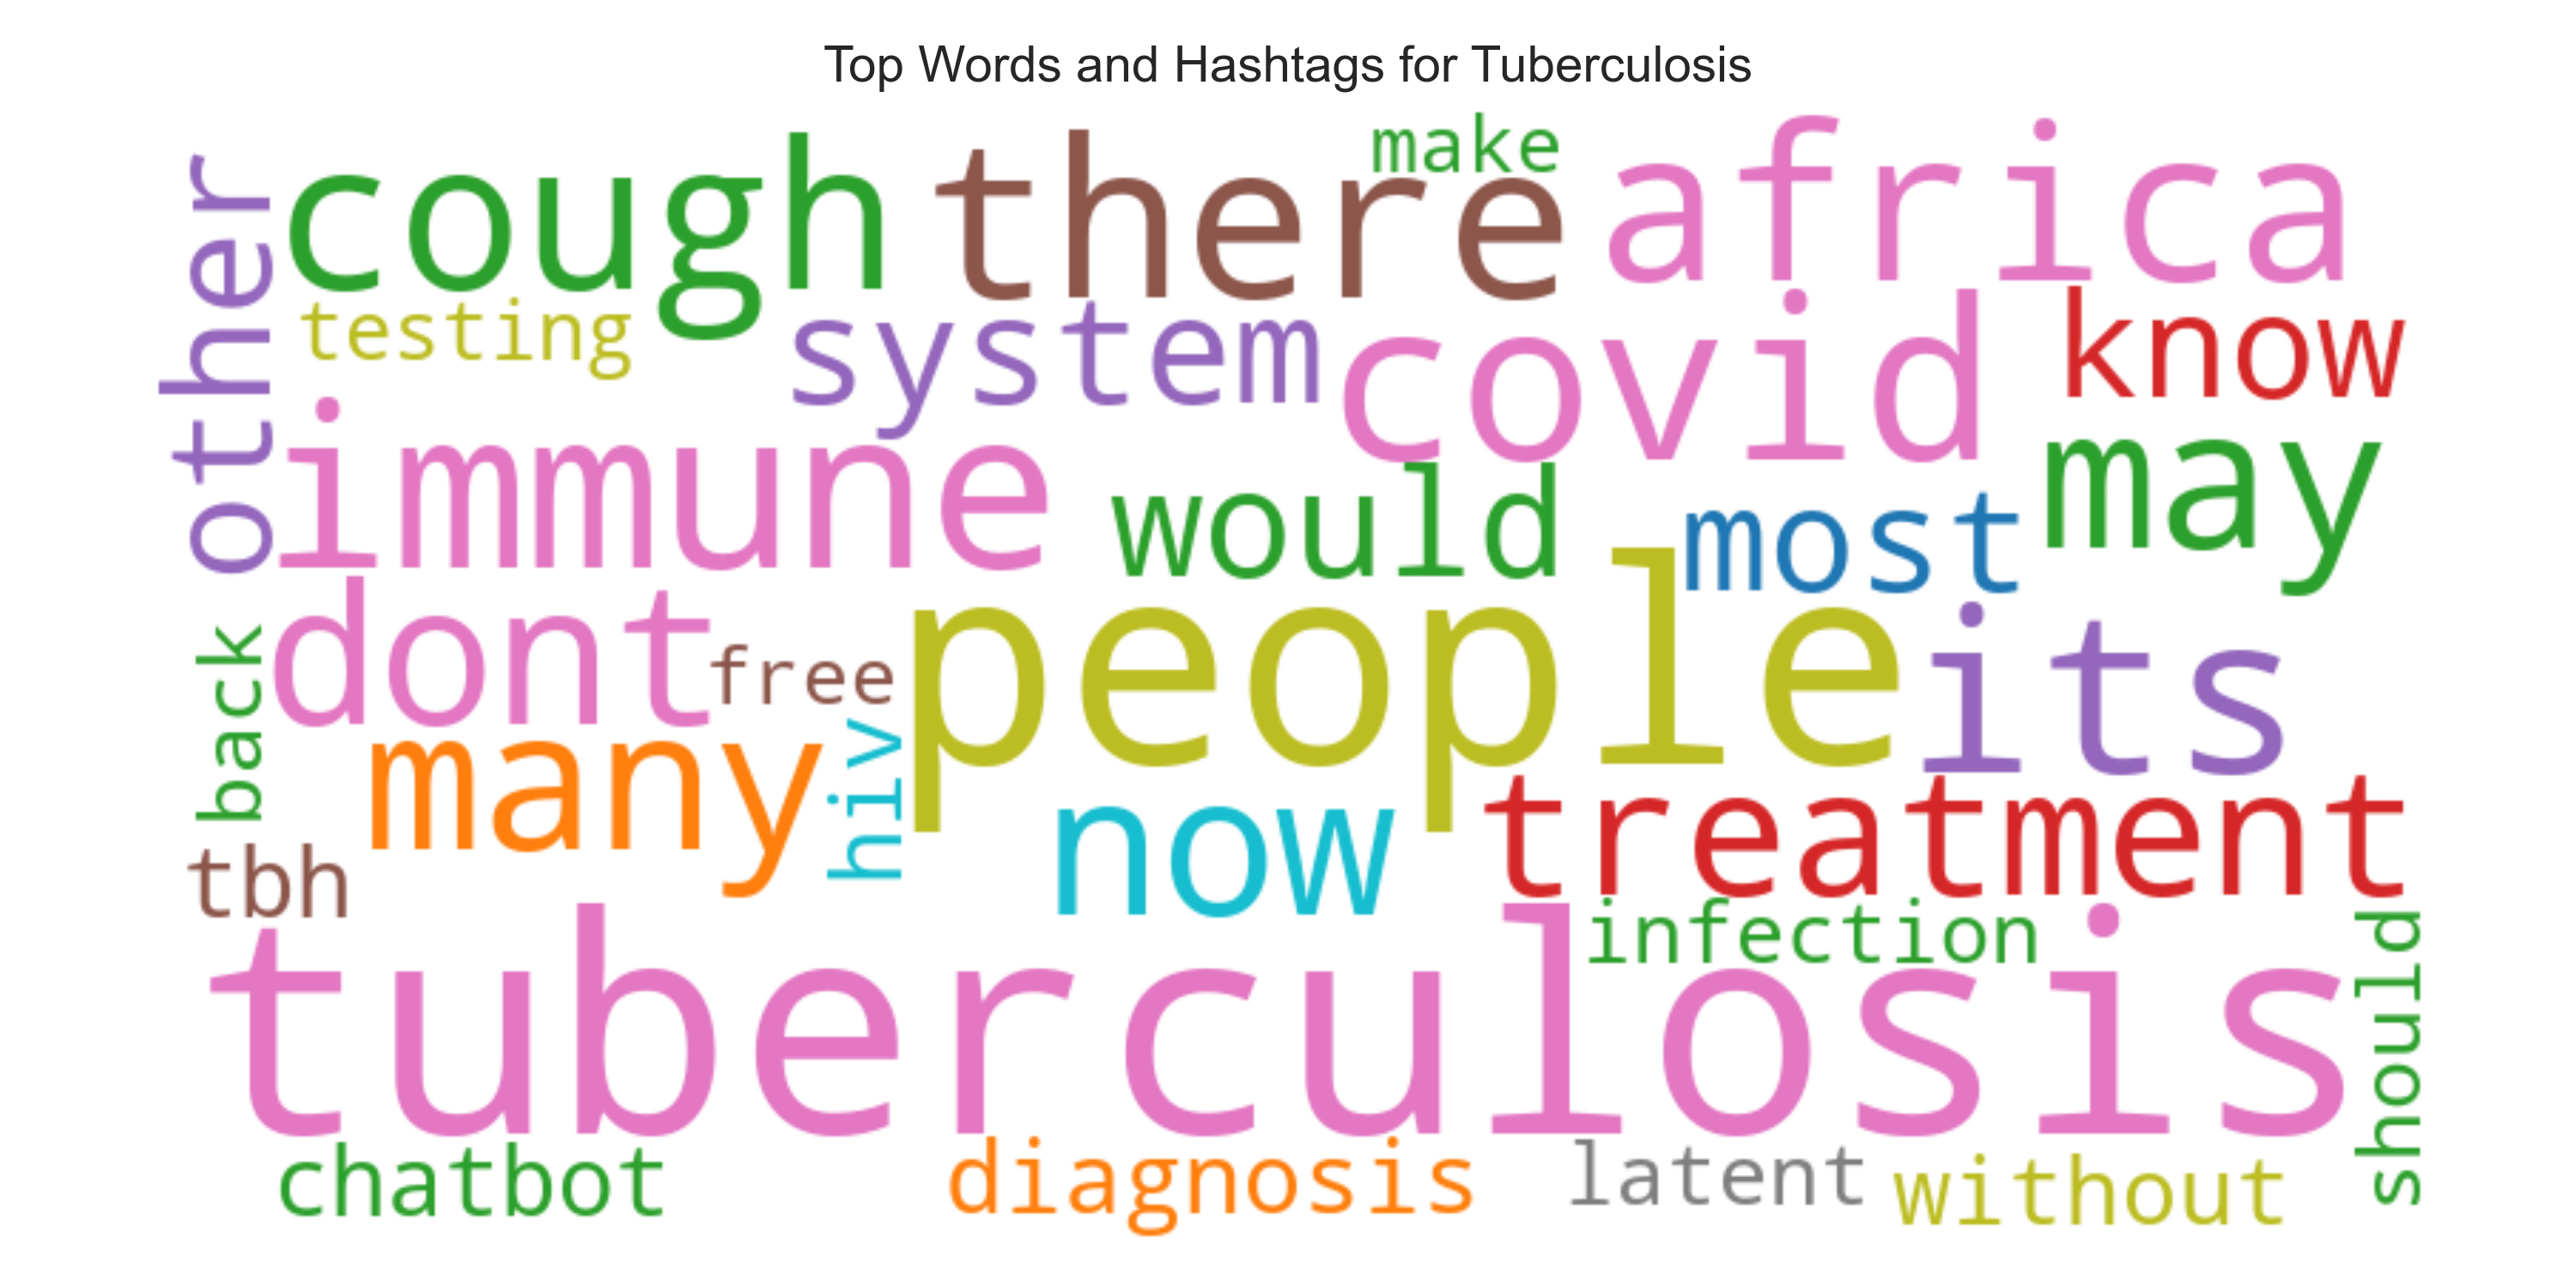 Top Words and Hashtags for Tuberculosis
make
other
cough
there
africa
testing
system
covid
know
immune
would
most
may
dont
free
people
its
back
many
hiv
now
treatment
tbh
infection
tuberculosis
should
chatbot
diagnosis
latent
without